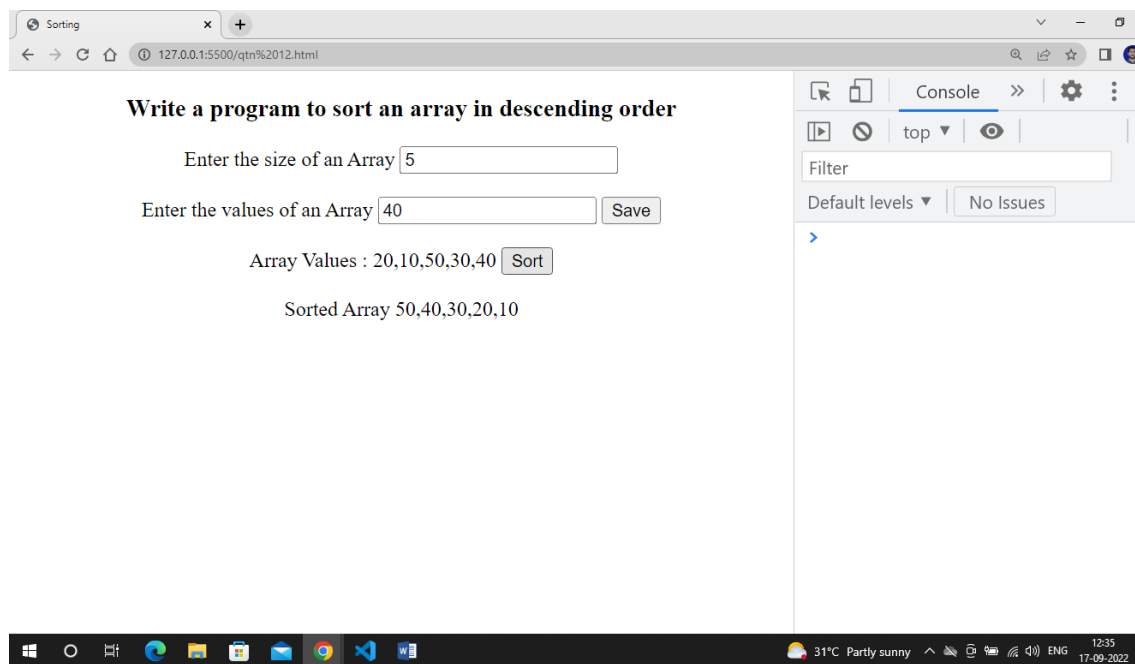 Sorting
127.0.0.1:5500/qtn%2012.html
Write a program to sort an array in descending order
Enter the size of an Array 5
Enter the values of an Array 40 Save
Array Values : 20,10,50,30,40 Sort
Sorted Array 50,40,30,20,10
Console
top
Filter
Default levels No Issues
31°C Partly sunny ENG 12:35
17-09-2022